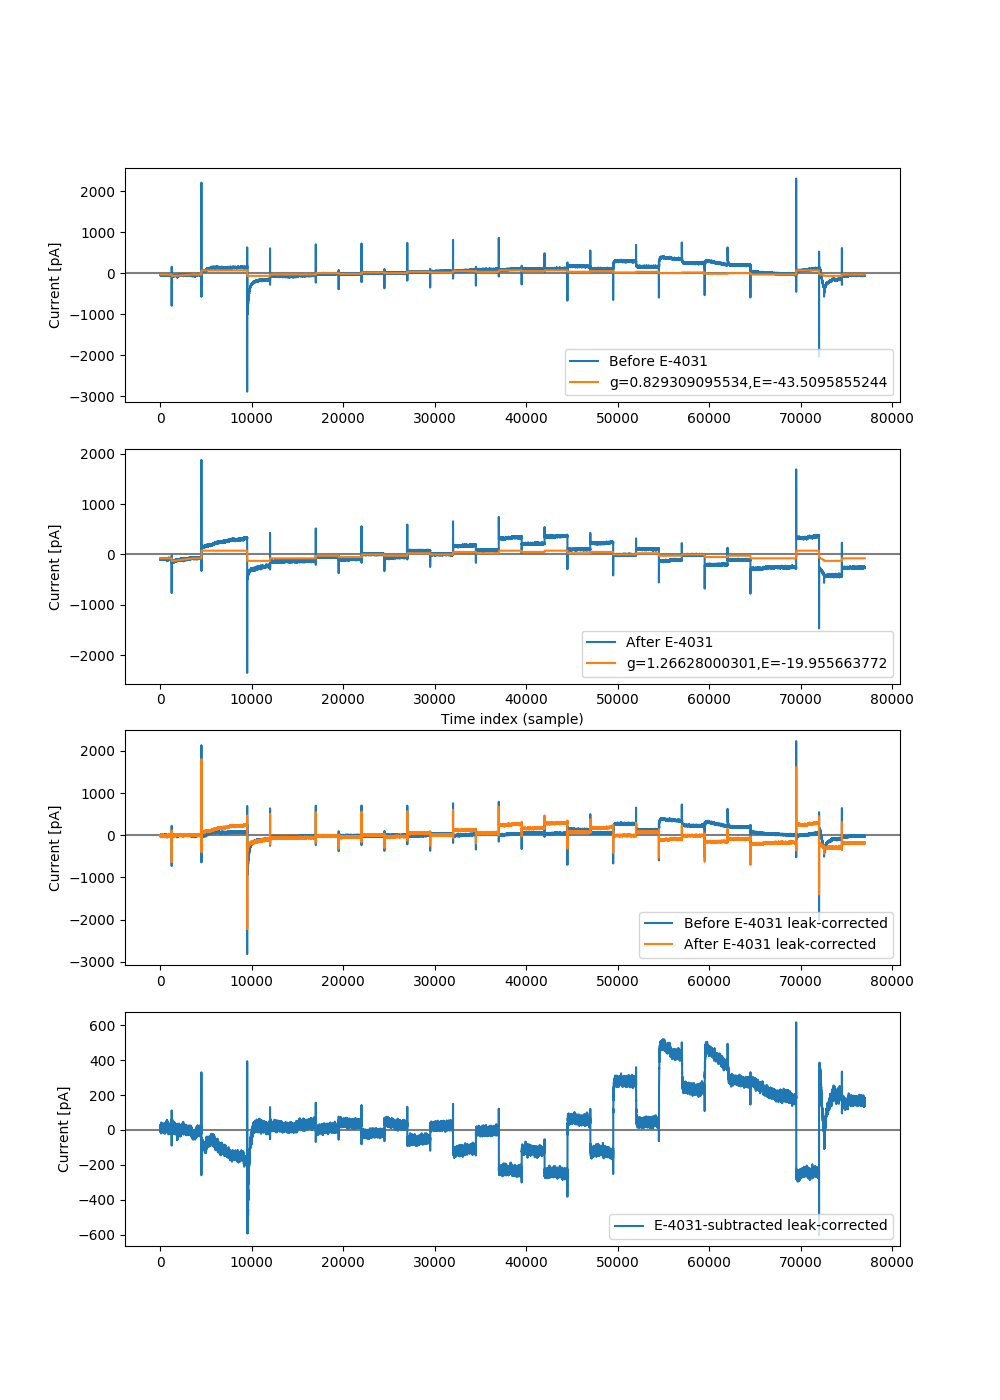 2000
1000
0
−1000
−2000
−3000
Current [pA]
Before E-4031
g=0.829309095534,E=-43.5095855244
0 10000 20000 30000 40000 50000 60000 70000 80000
2000
1000
0
−1000
−2000
Current [pA]
After E-4031
g=1.26628000301,E=-19.955663772
0 10000 20000 30000 40000 50000 60000 70000 80000
Time index (sample)
2000
1000
0
−1000
−2000
−3000
Current [pA]
Before E-4031 leak-corrected
After E-4031 leak-corrected
0 10000 20000 30000 40000 50000 60000 70000 80000
600
400
200
0
−200
−400
−600
Current [pA]
E-4031-subtracted leak-corrected
0 10000 20000 30000 40000 50000 60000 70000 80000